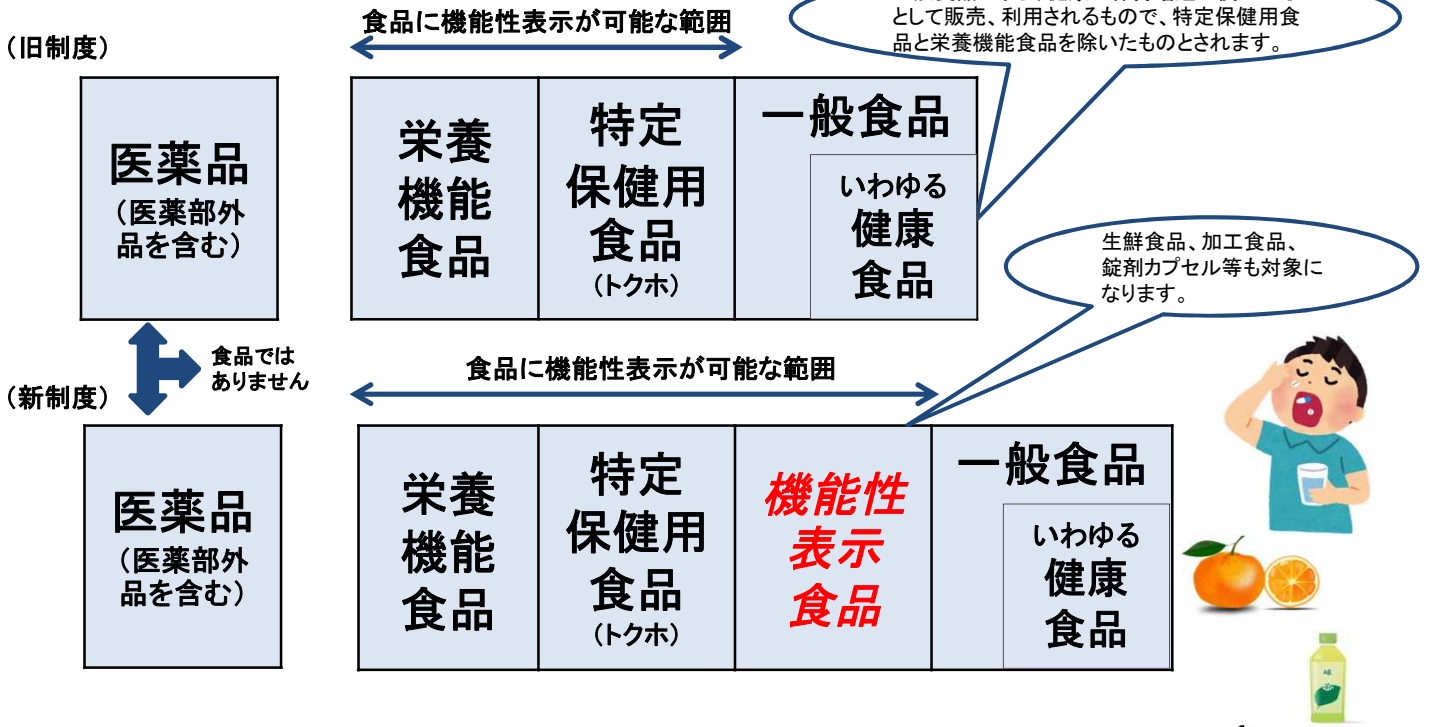 として販売、利用されるもので、特定保健用食
品と栄養機能食品を除いたものとされます。
食品に機能性表示が可能な範囲
（旧制度）
医薬品
（医薬部外
品を含む）
栄養
機能
食品
特定
保健用
食品
（トクホ）
一般食品
いわゆる
健康
食品
生鮮食品、加工食品、
錠剤カプセル等も対象に
なります。
食品では
ありません
食品に機能性表示が可能な範囲
（新制度）
医薬品
（医薬部外
品を含む）
栄養
機能
食品
特定
保健用
食品
（トクホ）
機能性
表示
食品
一般食品
いわゆる
健康
食品
緑
茶